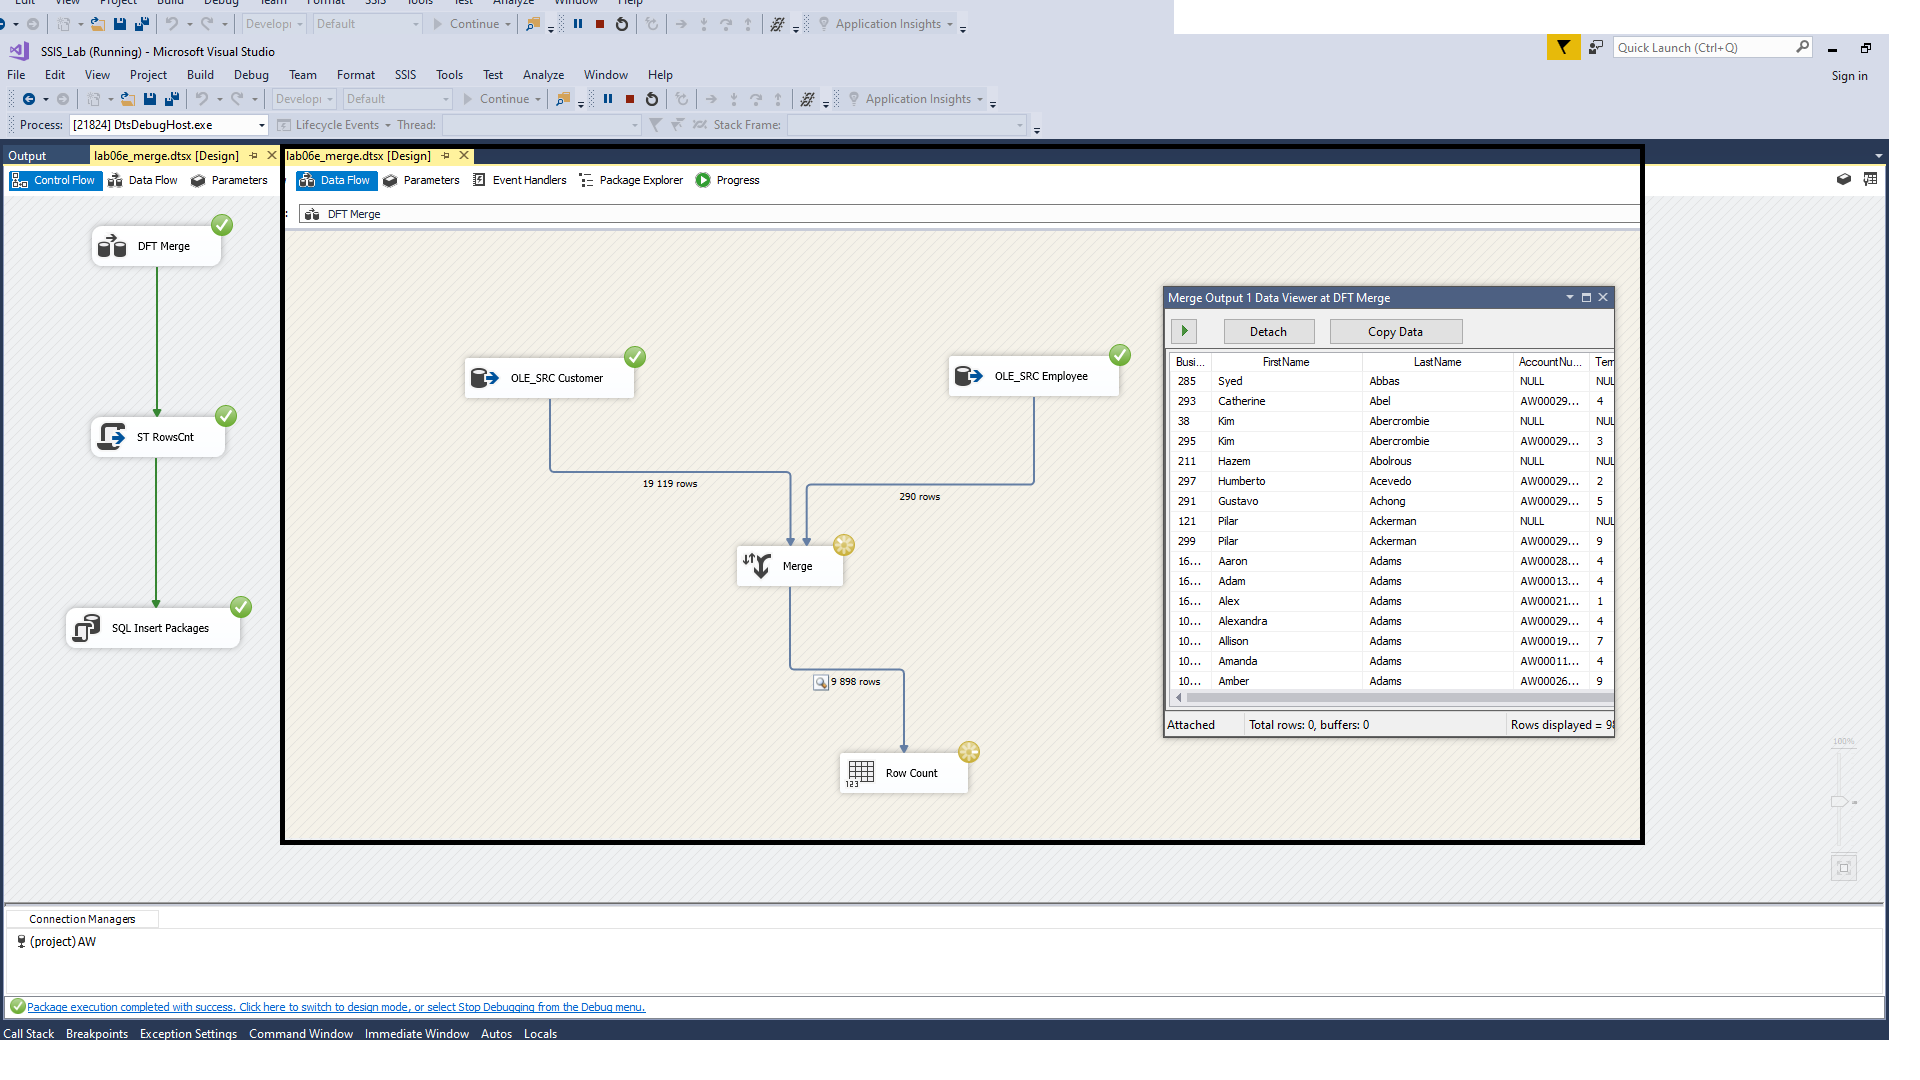 Edit View Project Build Debug Team Format SSIS Tools Test Analyze Window Help
Developi Default Continue Application Insights
SSIS_Lab (Running) - Microsoft Visual Studio
Quick Launch (Ctrl+Q)
File Edit View Project Build Debug Team Format SSIS Tools Test Analyze Window Help
Sign in
Developi Default Continue Application Insights
Process: [21824] DtsDebugHost.exe Lifecycle Events Thread: Stack Frame:
Output lab06e_merge.dtsx [Design] lab06e_merge.dtsx [Design]
Control Flow Data Flow Parameters Data Flow Parameters Event Handlers Package Explorer Progress
DFT Merge
DFT Merge
ST RowsCnt
SQL Insert Packages
OLE_SRC Customer
OLE_SRC Employee
19 119 rows
290 rows
Merge
9 898 rows
Row Count
123
Merge Output 1 Data Viewer at DFT Merge
Detach Copy Data
Busi... FirstName LastName AccountNu... Tem
285 Syed Abbas NULL NUL
293 Catherine Abel AW00029... 4
38 Kim Abercrombie NULL NUL
295 Kim Abercrombie AW00029... 3
211 Hazem Abolrous NULL NUL
297 Humberto Acevedo AW00029... 2
291 Gustavo Achong AW00029... 5
121 Pilar Ackerman NULL NUL
299 Pilar Ackerman AW00029... 9
16... Aaron Adams AW00028... 4
16... Adam Adams AW00013... 4
16... Alex Adams AW00021... 1
10... Alexandra Adams AW00029... 4
10... Allison Adams AW00019... 7
10... Amanda Adams AW00011... 4
10... Amber Adams AW00026... 9
Attached Total rows: 0, buffers: 0 Rows displayed = 98
100%
Connection Managers
(project) AW
Package execution completed with success. Click here to switch to design mode, or select Stop Debugging from the Debug menu.
Call Stack Breakpoints Exception Settings Command Window Immediate Window Autos Locals